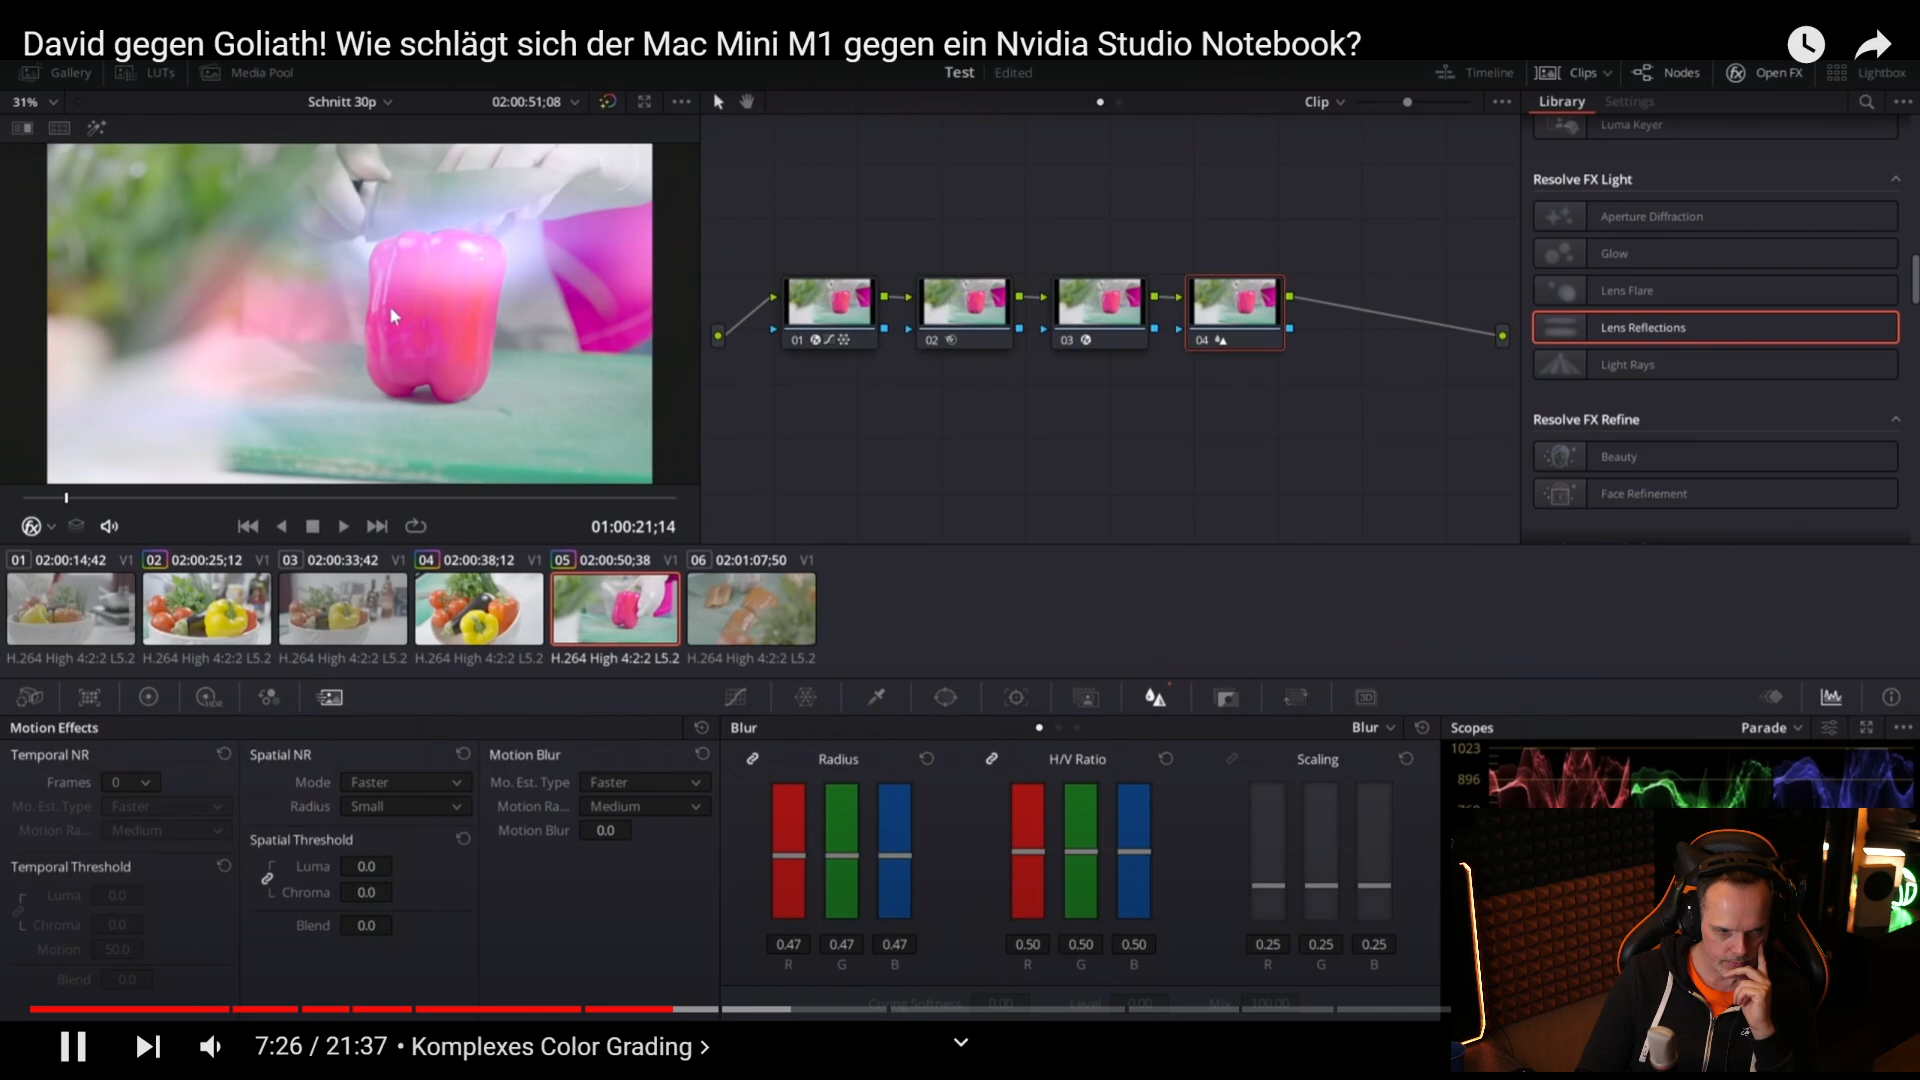 David gegen Goliath! Wie schlägt sich der Mac Mini M1 gegen ein Nvidia Studio Notebook?
Gallery LUTs Media Pool Test Edited Timeline Clips Nodes Open FX Lightbox
31% Schnitt 30p 02:00:51;08 Clip Library Settings
Luma Keyer
Resolve FX Light
Aperture Diffraction
Glow
Lens Flare
Lens Reflections
Light Rays
01 02 03 04
Resolve FX Refine
Beauty
Face Refinement
01:00:21;14
01 02:00:14;42 V1 02 02:00:25;12 V1 03 02:00:33;42 V1 04 02:00:38;12 V1 05 02:00:50;38 V1 06 02:01:07;50 V1
H.264 High 4:2:2 L5.2 H.264 High 4:2:2 L5.2 H.264 High 4:2:2 L5.2 H.264 High 4:2:2 L5.2 H.264 High 4:2:2 L5.2 H.264 High 4:2:2 L5.2
HDR 3D
Motion Effects Blur Blur Scopes Parade
Temporal NR Spatial NR Motion Blur Radius H/V Ratio Scaling
1023
Frames 0 Mode Faster Mo. Est. Type Faster
896
Mo. Est. Type Faster Radius Small Motion Ra... Medium
Motion Ra... Medium Motion Blur 0.0
Spatial Threshold
Temporal Threshold Luma 0.0
Luma 0.0 Chroma 0.0
Chroma 0.0 Blend 0.0
Motion 50.0 0.47 0.47 0.47 0.50 0.50 0.50 0.25 0.25 0.25
R G B R G B R G B
Blend 0.0
Coring Softness 0.00 Level 0.00 Mix 100.00
7:26 / 21:37 • Komplexes Color Grading >